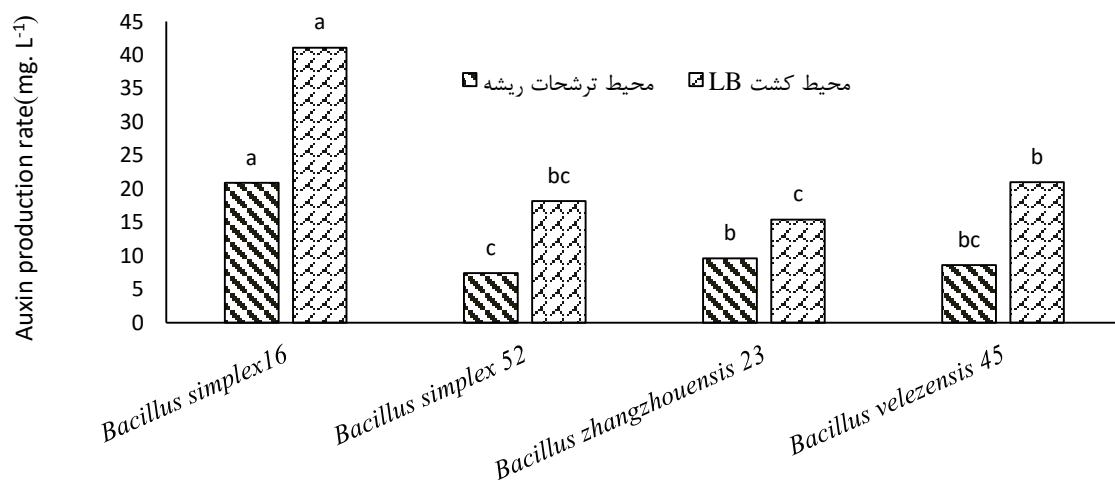 Auxin production rate(mg. L-1)
45
40
35
30
25
20
15
10
5
0
a
a
c
bc
b
c
bc
b
محیط ترشحات ریشه
محیط کشت LB
Bacillus simplex16
Bacillus simplex 52
Bacillus zhangzhouensis 23
Bacillus velezensis 45